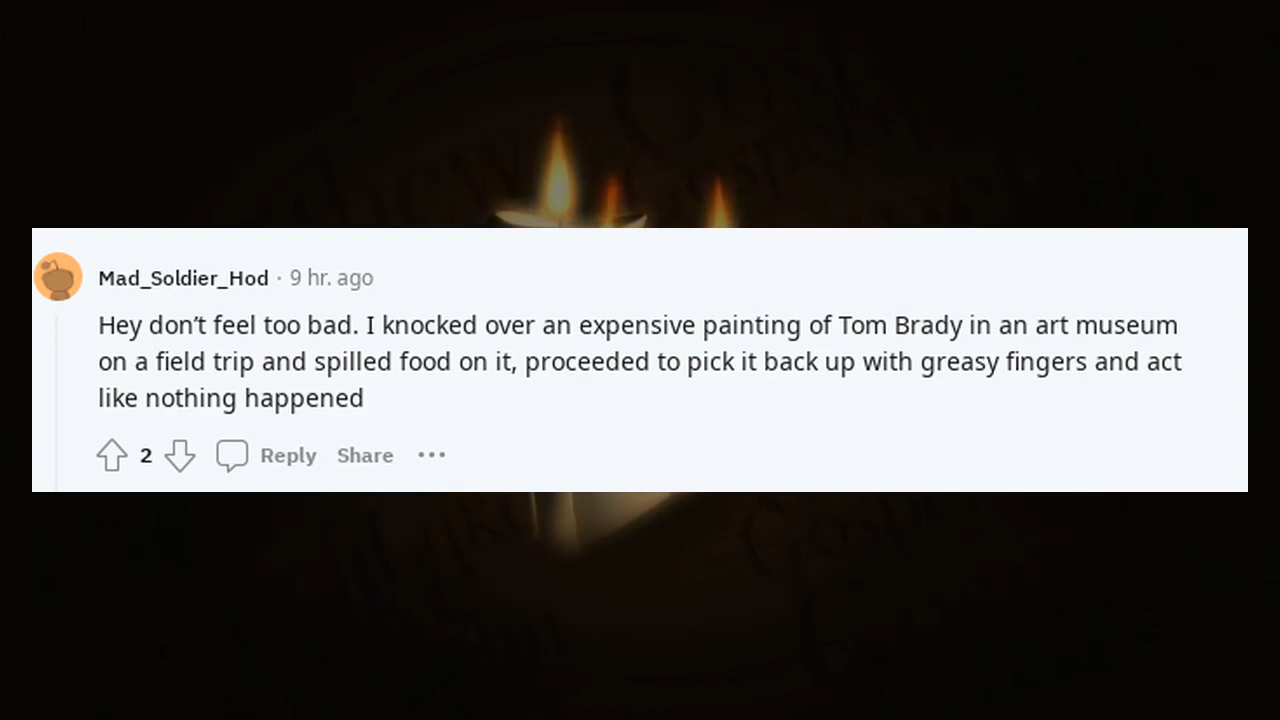 Mad_Soldier_Hod · 9 hr. ago
Hey don’t feel too bad. I knocked over an expensive painting of Tom Brady in an art museum
on a field trip and spilled food on it, proceeded to pick it back up with greasy fingers and act
like nothing happened
2 Reply Share •••